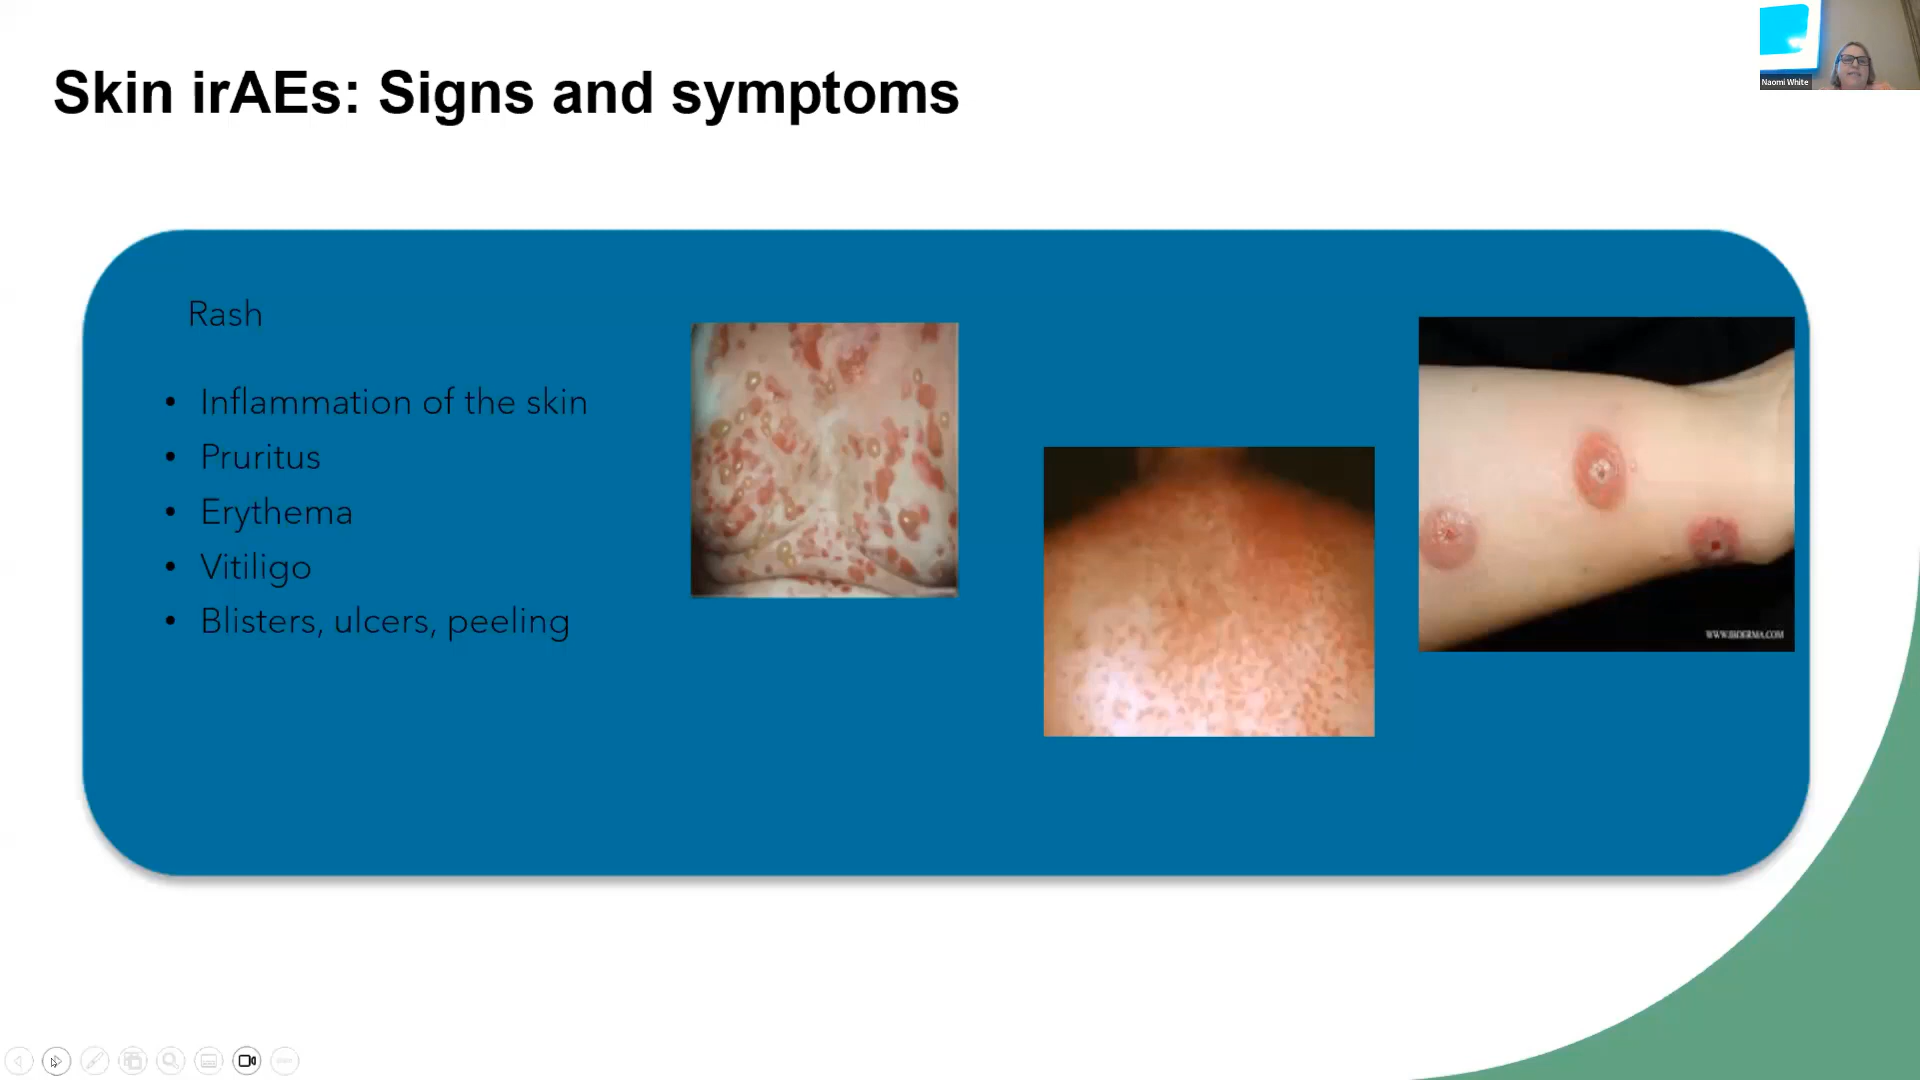 Skin irAEs: Signs and symptoms
Naomi White
Rash
• Inflammation of the skin
• Pruritus
• Erythema
• Vitiligo
• Blisters, ulcers, peeling
WWW.IBDERMA.COM